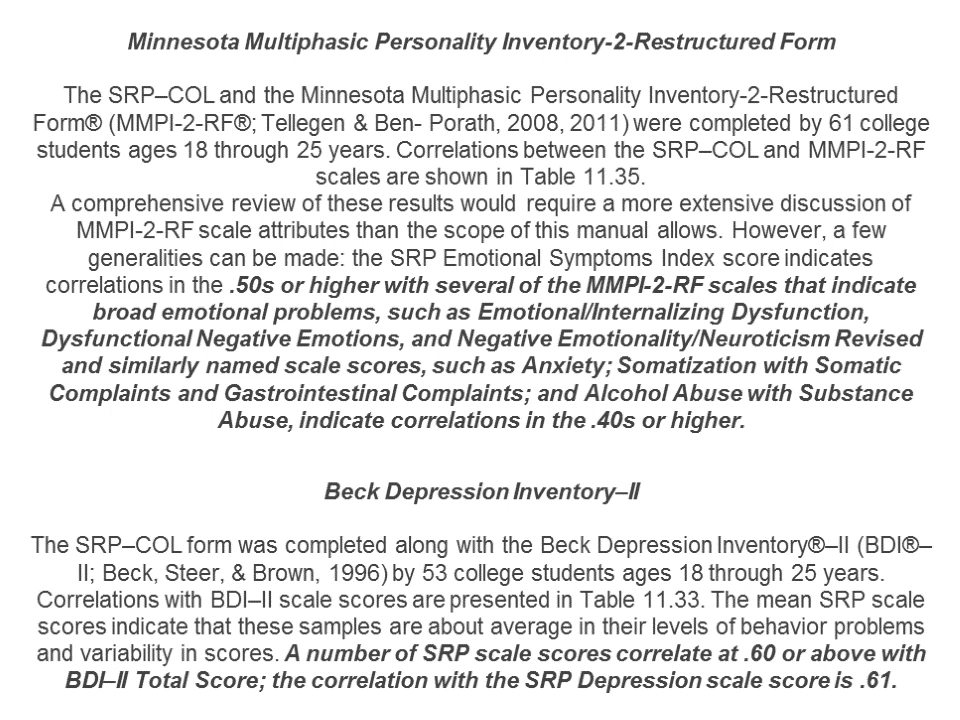 Minnesota Multiphasic Personality Inventory-2-Restructured Form
The SRP–COL and the Minnesota Multiphasic Personality Inventory-2-Restructured
Form® (MMPI-2-RF®; Tellegen & Ben- Porath, 2008, 2011) were completed by 61 college
students ages 18 through 25 years. Correlations between the SRP–COL and MMPI-2-RF
scales are shown in Table 11.35.
A comprehensive review of these results would require a more extensive discussion of
MMPI-2-RF scale attributes than the scope of this manual allows. However, a few
generalities can be made: the SRP Emotional Symptoms Index score indicates
correlations in the .50s or higher with several of the MMPI-2-RF scales that indicate
broad emotional problems, such as Emotional/Internalizing Dysfunction,
Dysfunctional Negative Emotions, and Negative Emotionality/Neuroticism Revised
and similarly named scale scores, such as Anxiety; Somatization with Somatic
Complaints and Gastrointestinal Complaints; and Alcohol Abuse with Substance
Abuse, indicate correlations in the .40s or higher.
Beck Depression Inventory–II
The SRP–COL form was completed along with the Beck Depression Inventory®–II (BDI®–
II; Beck, Steer, & Brown, 1996) by 53 college students ages 18 through 25 years.
Correlations with BDI–II scale scores are presented in Table 11.33. The mean SRP scale
scores indicate that these samples are about average in their levels of behavior problems
and variability in scores. A number of SRP scale scores correlate at .60 or above with
BDI–II Total Score; the correlation with the SRP Depression scale score is .61.